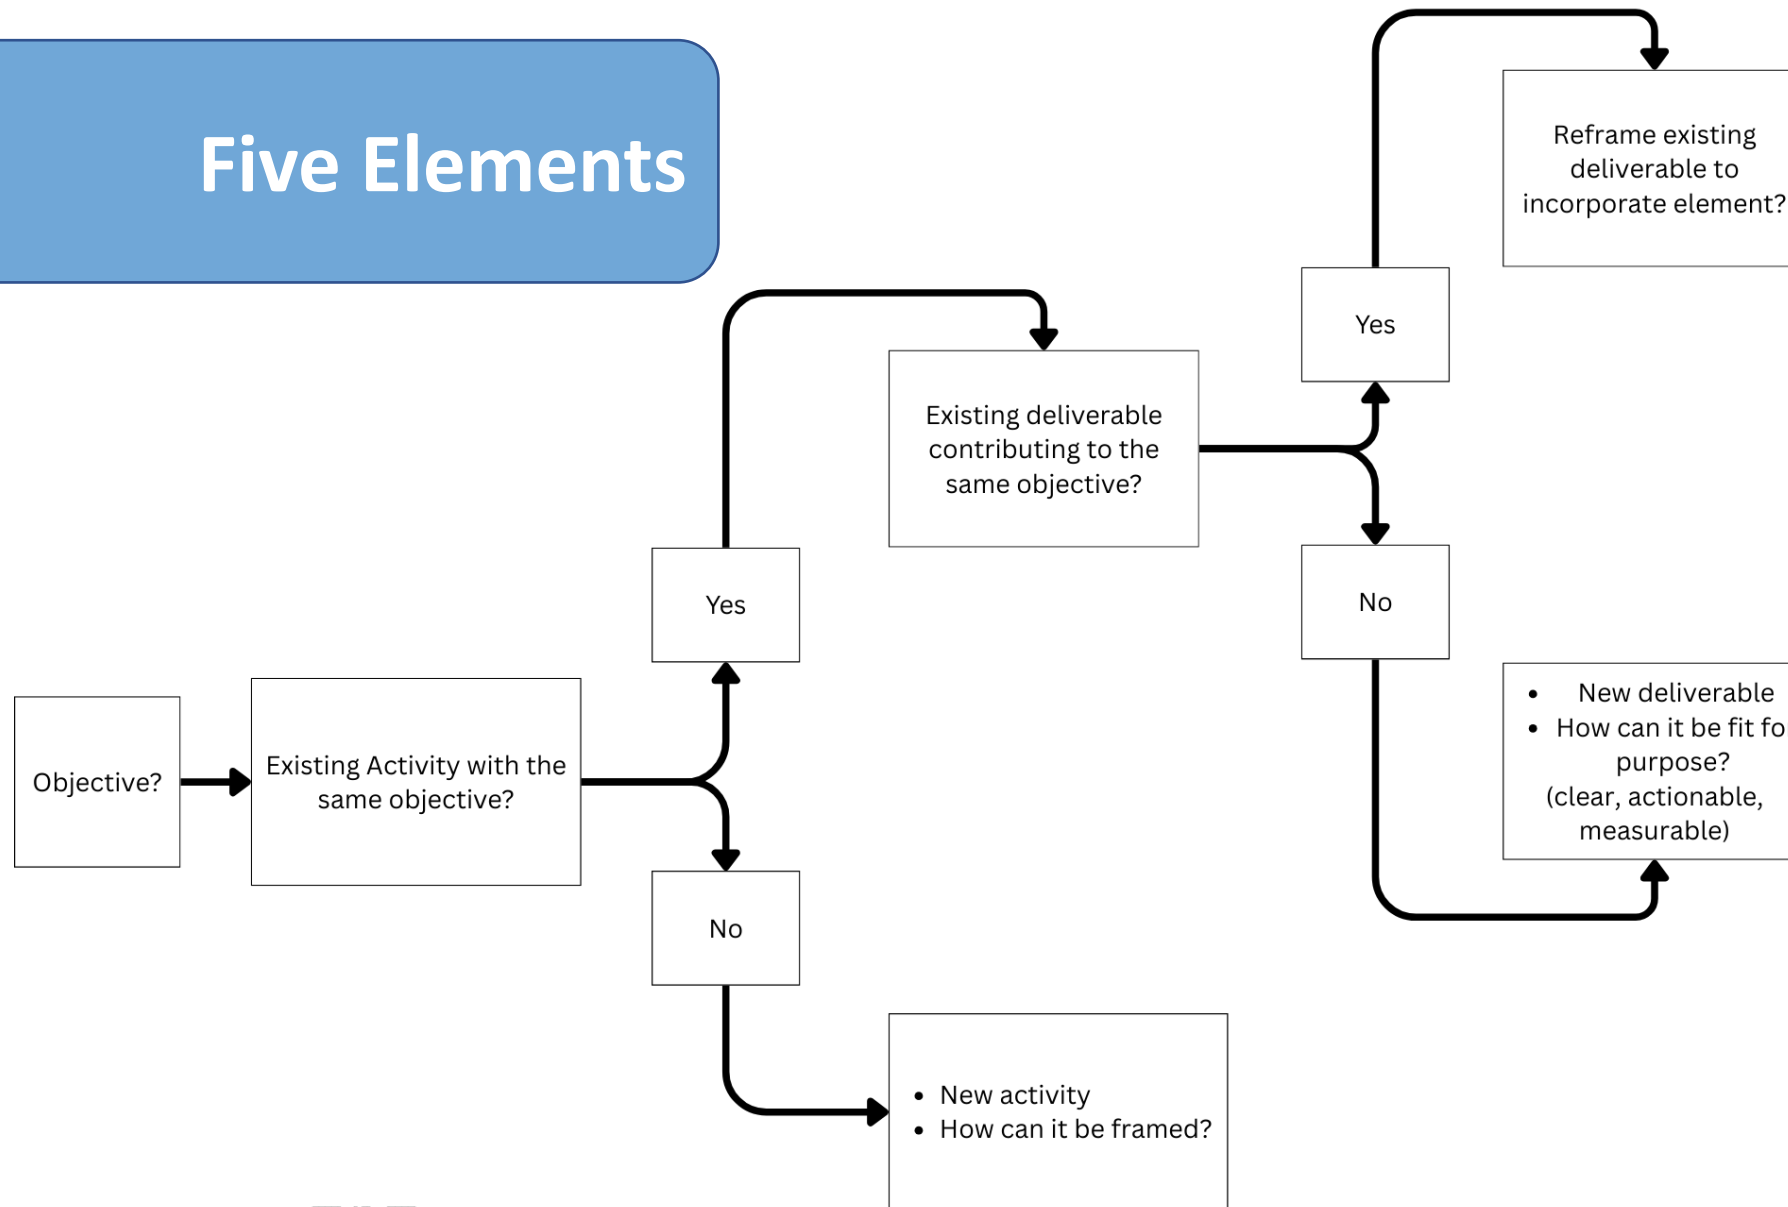 Five Elements
Objective?
Existing Activity with the
same objective?
Yes
No
Existing deliverable
contributing to the
same objective?
• New activity
• How can it be framed?
Yes
No
Reframe existing
deliverable to
incorporate element?
• New deliverable
• How can it be fit for
purpose?
(clear, actionable,
measurable)